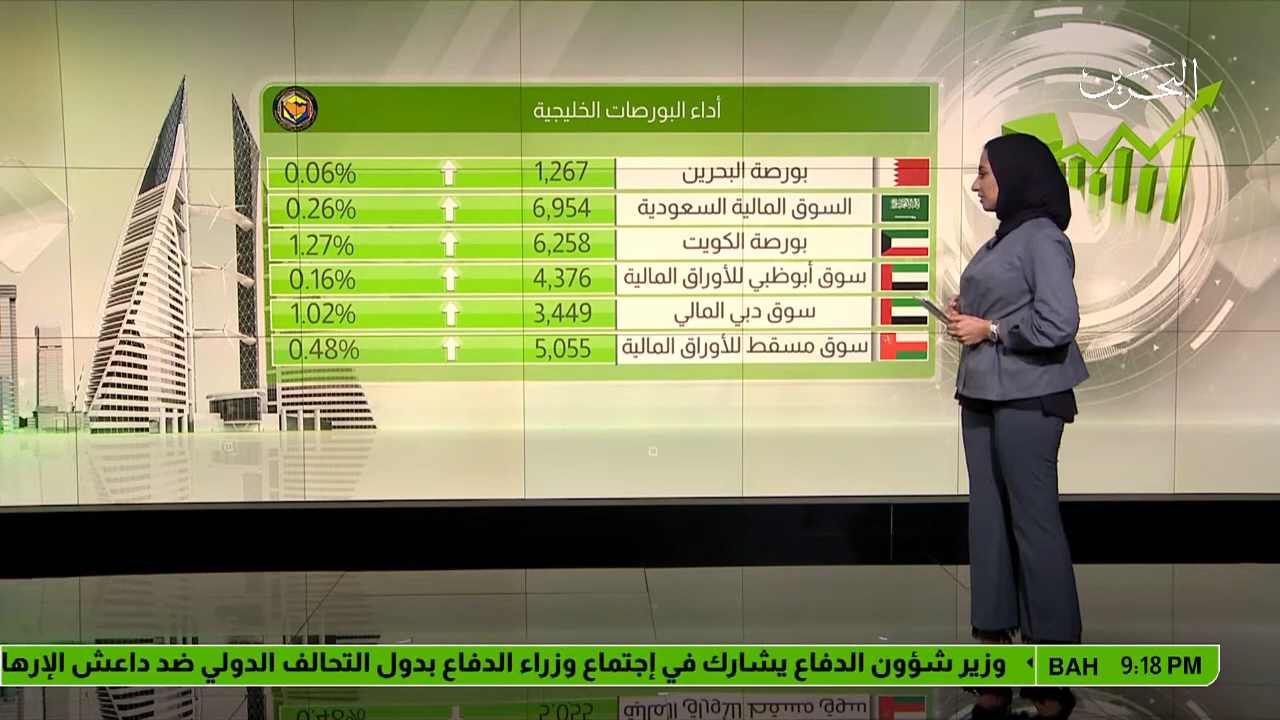 البحرين
أداء البورصات الخليجية
بورصة البحرين 1,267 0.06%
السوق المالية السعودية 6,954 0.26%
بورصة الكويت 6,258 1.27%
سوق أبوظبي للأوراق المالية 4,376 0.16%
سوق دبي المالي 3,449 1.02%
سوق مسقط للأوراق المالية 5,055 0.48%
BAH 9:18 PM
وزير شؤون الدفاع يشارك في إجتماع وزراء الدفاع بدول التحالف الدولي ضد داعش الإرها